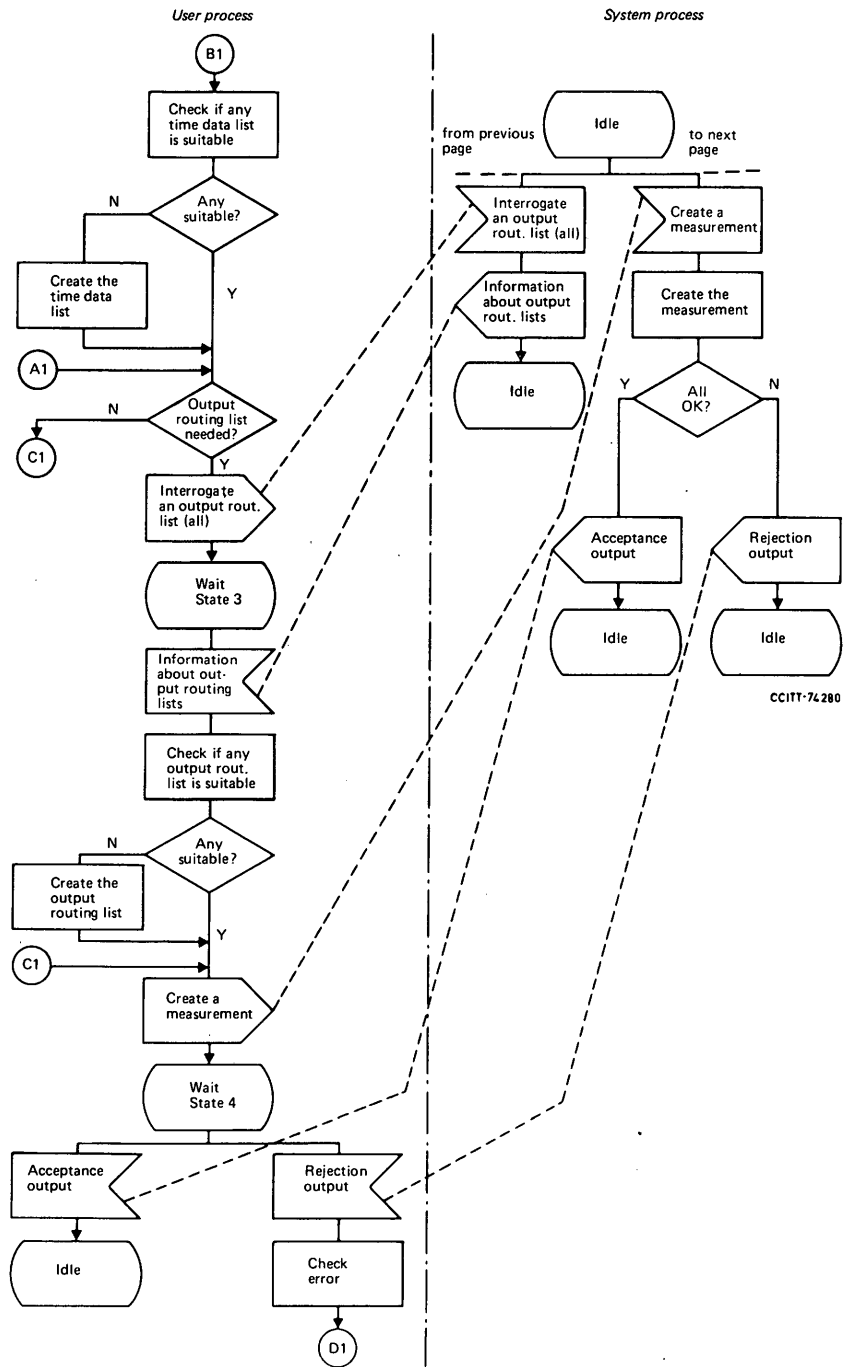 User process
System process
B1
Check if any
time data list
is suitable
N
Any
suitable?
Create the
time data
list
Y
A1
N
Output
routing list
needed?
C1
Y
Interrogate
an output rout.
list (all)
Wait
State 3
Information
about out-
put routing
lists
Check if any
output rout.
list is suitable
N
Any
suitable?
Create the
output
routing list
Y
C1
Create a
measurement
Wait
State 4
Acceptance
output
Rejection
output
Idle
Check
error
D1
Idle
from previous
page
to next
page
Interrogate
an output
rout. list (all)
Create a
measurement
Information
about output
rout. lists
Create the
measurement
Idle
Y
All
OK?
N
Acceptance
output
Rejection
output
Idle
Idle
CCITT-74280